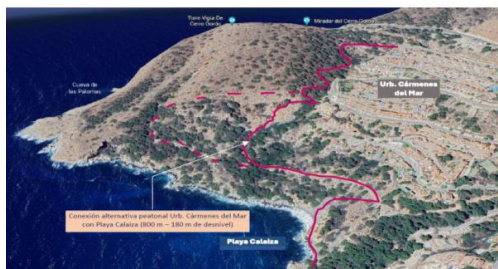 Torre Vigía De
Cerro Gordo
Mirador del Cerro Gordo
Cueva de
las Palomas
Urb. Cármenes
del Mar
Conexión alternativa peatonal Urb. Cármenes del Mar
con Playa Calaiza (800 m – 180 m de desnivel)
Playa Calaiza